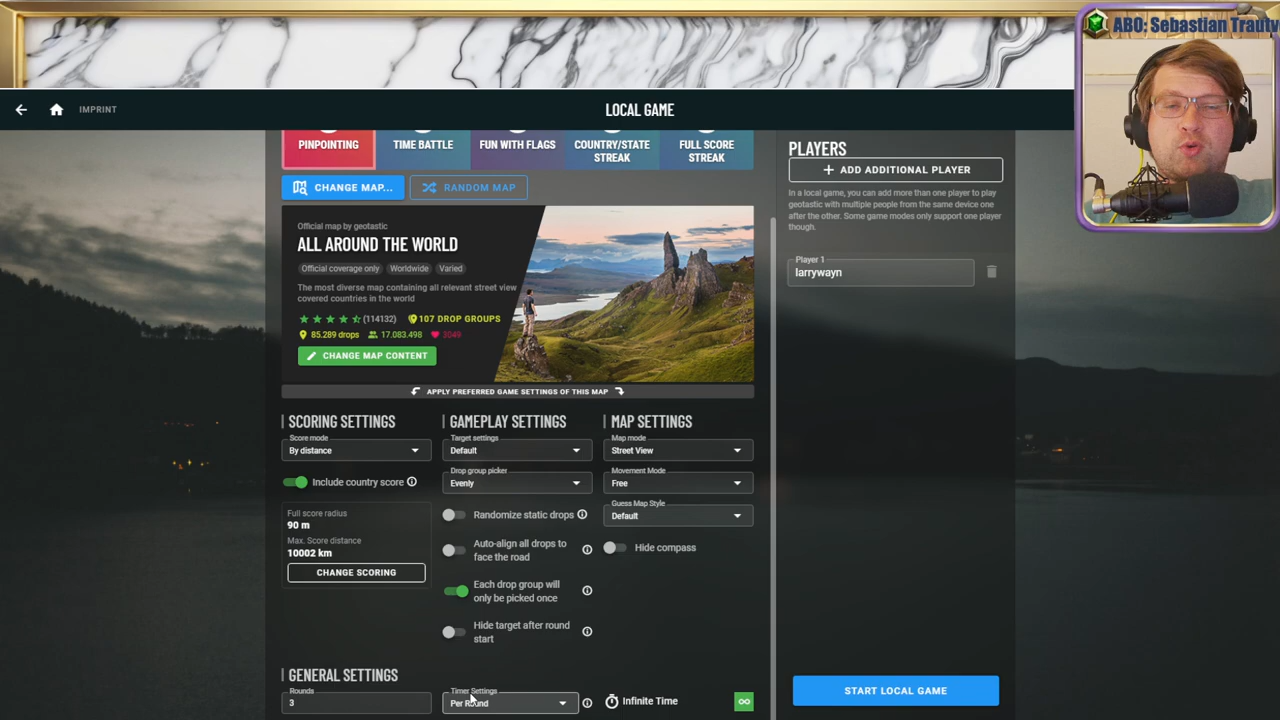 ABO: Sebastian Trautv
IMPRINT
LOCAL GAME
PINPOINTING
TIME BATTLE
FUN WITH FLAGS
COUNTRY/STATE
STREAK
FULL SCORE
STREAK
CHANGE MAP...
RANDOM MAP
Official map by geotastic
ALL AROUND THE WORLD
Official coverage only
Worldwide
Varied
The most diverse map containing all relevant street view
covered countries in the world
(114132)
107 DROP GROUPS
85.289 drops
17.083.498
3049
CHANGE MAP CONTENT
APPLY PREFERRED GAME SETTINGS OF THIS MAP
SCORING SETTINGS
Score mode
By distance
Include country score
Full score radius
90 m
Max. Score distance
10002 km
CHANGE SCORING
GAMEPLAY SETTINGS
Target settings
Default
Drop group picker
Evenly
Randomize static drops
Auto-align all drops to
face the road
Each drop group will
only be picked once
Hide target after round
start
MAP SETTINGS
Map mode
Street View
Movement Mode
Free
Guess Map Style
Default
Hide compass
GENERAL SETTINGS
Rounds
3
Timer Settings
Per Round
Infinite Time
PLAYERS
ADD ADDITIONAL PLAYER
In a local game, you can add more than one player to play
geotastic with multiple people from the same device one
after the other. Some game modes only support one player
though.
Player 1
larrywayn
START LOCAL GAME